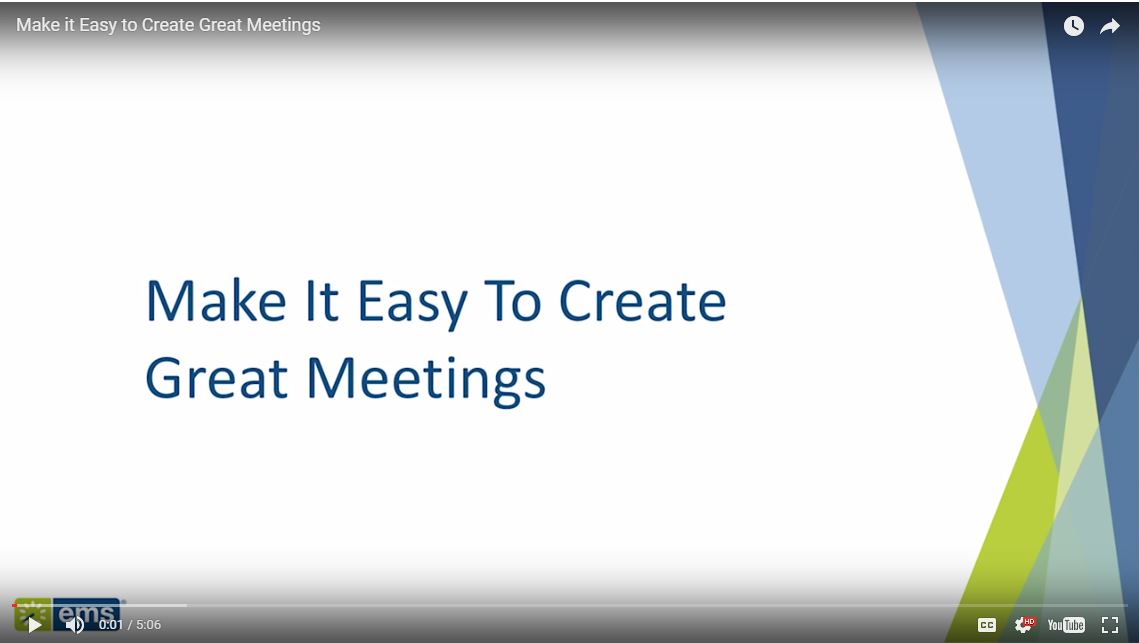 Make it Easy to Create Great Meetings
Make It Easy To Create
Great Meetings
ems
0:01 / 5:06
CC
HD
YouTube